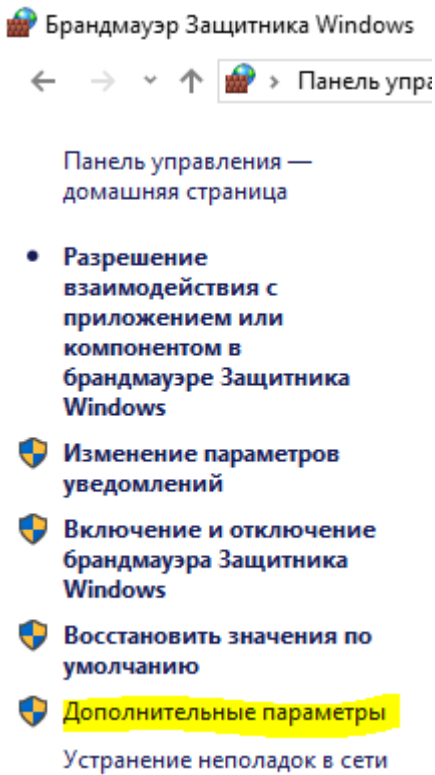 Брандмауэр Защитника Windows
Панель упра
Панель управления —
домашняя страница
Разрешение
взаимодействия с
приложением или
компонентом в
брандмауэре Защитника
Windows
Изменение параметров
уведомлений
Включение и отключение
брандмауэра Защитника
Windows
Восстановить значения по
умолчанию
Дополнительные параметры
Устранение неполадок в сети